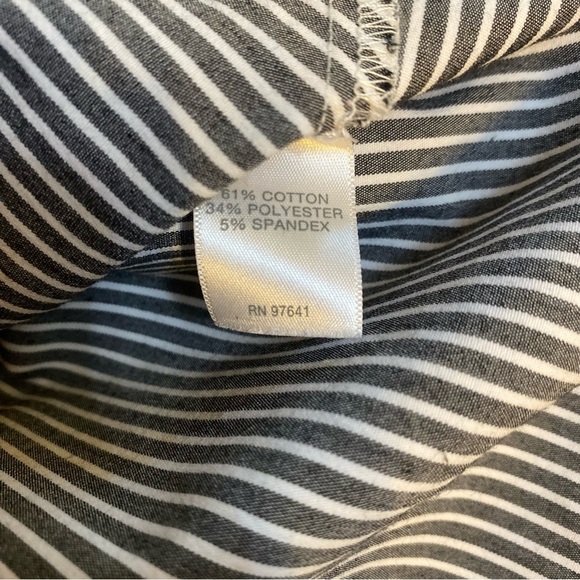 61% COTTON
34% POLYESTER
5% SPANDEX
RN 97641